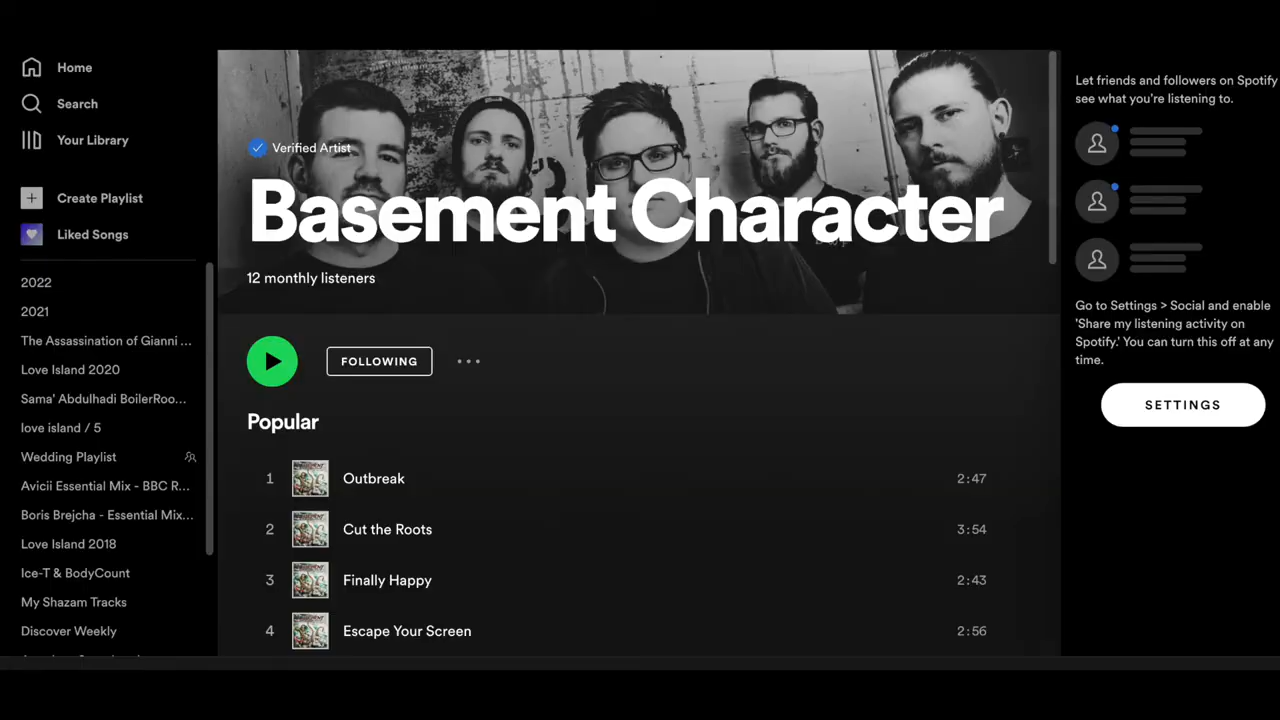 Home
Search
Your Library
Create Playlist
Liked Songs
2022
2021
The Assassination of Gianni ...
Love Island 2020
Sama' Abdulhadi BoilerRoo...
love island / 5
Wedding Playlist
Avicii Essential Mix - BBC R...
Boris Brejcha - Essential Mix...
Love Island 2018
Ice-T & BodyCount
My Shazam Tracks
Discover Weekly
Verified Artist
Basement Character
12 monthly listeners
FOLLOWING
Popular
1 Outbreak 2:47
2 Cut the Roots 3:54
3 Finally Happy 2:43
4 Escape Your Screen 2:56
Let friends and followers on Spotify
see what you're listening to.
Go to Settings > Social and enable
'Share my listening activity on
Spotify.' You can turn this off at any
time.
SETTINGS